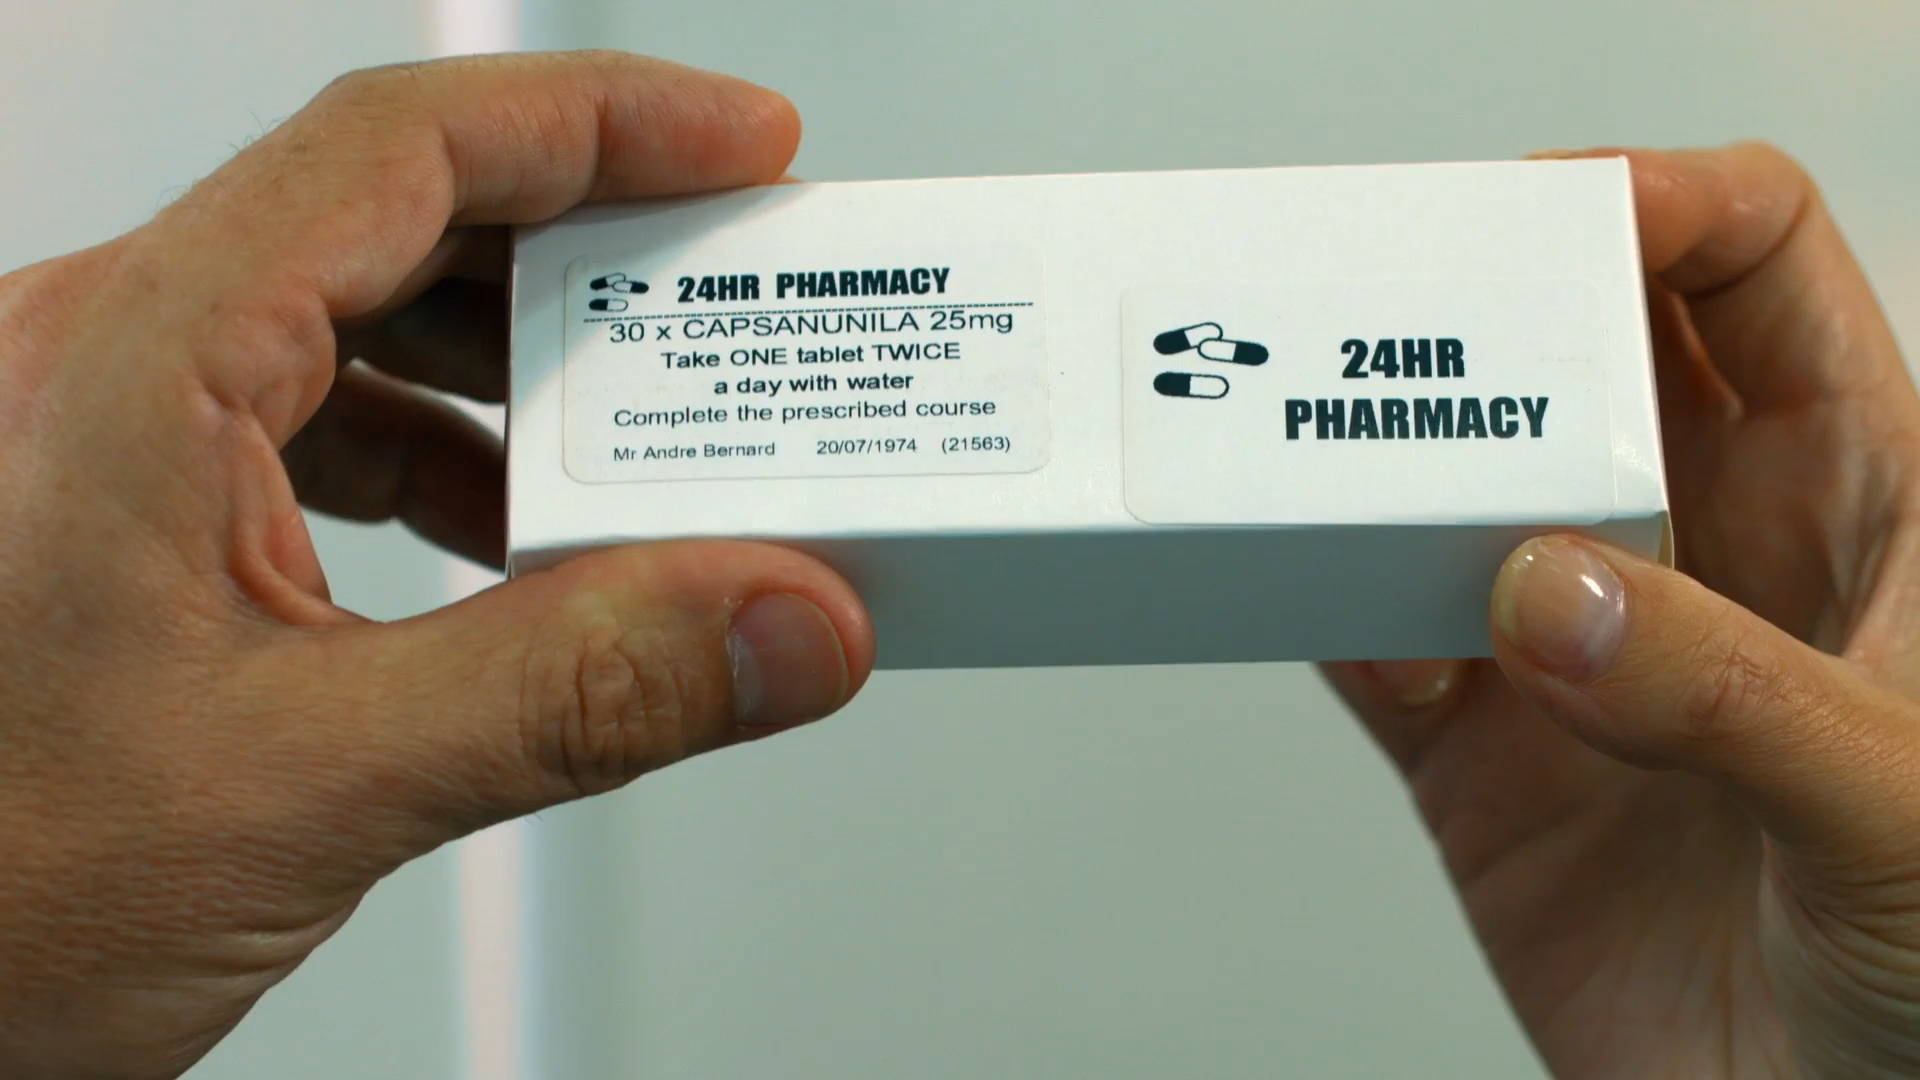 24HR PHARMACY
30 x CAPSANUNILA 25mg
Take ONE tablet TWICE
a day with water
Complete the prescribed course
Mr Andre Bernard 20/07/1974 (21563)
24HR
PHARMACY